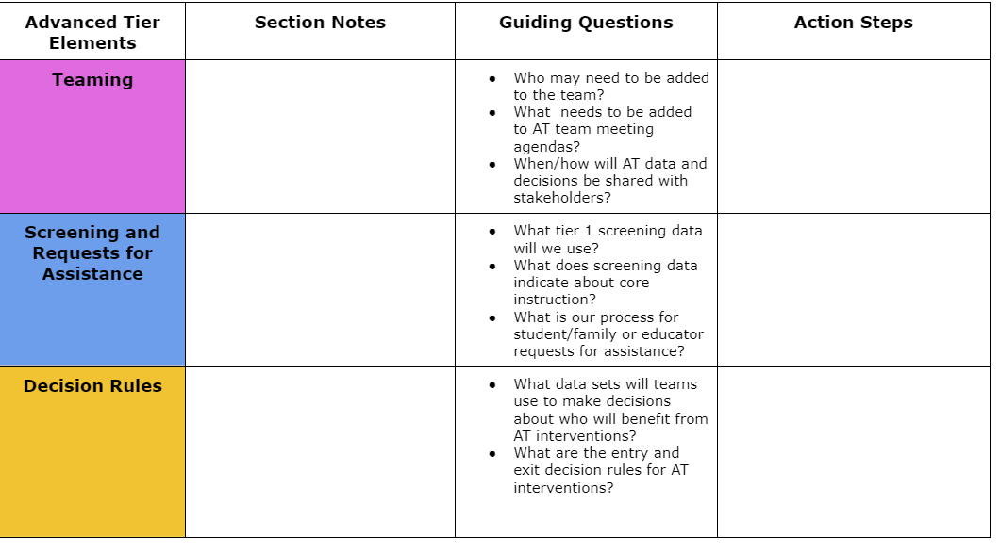 Advanced Tier
Elements
Section Notes
Guiding Questions
Action Steps
Teaming
● Who may need to be added
to the team?
● What  needs to be added
to AT team meeting
agendas?
● When/how will AT data and
decisions be shared with
stakeholders?
Screening and
Requests for
Assistance
● What tier 1 screening data
will we use?
● What does screening data
indicate about core
instruction?
● What is our process for
student/family or educator
requests for assistance?
Decision Rules
● What data sets will teams
use to make decisions
about who will benefit from
AT interventions?
● What are the entry and
exit decision rules for AT
interventions?